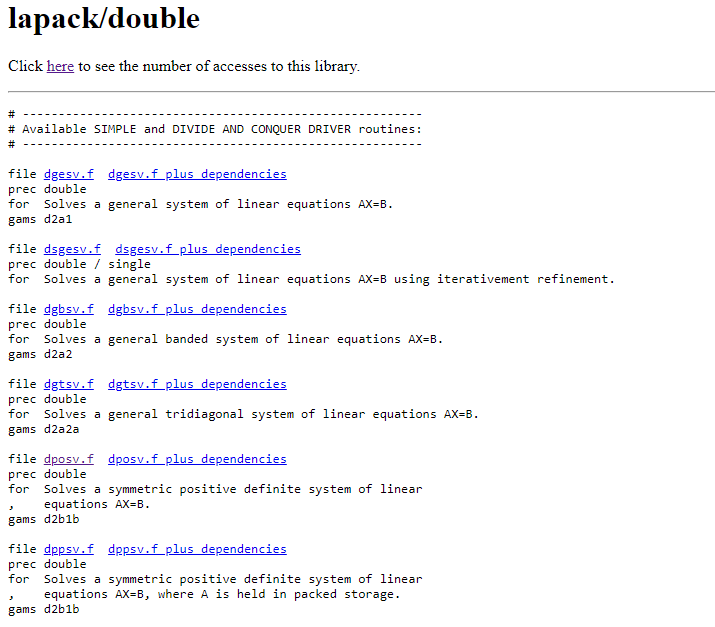 lapack/double
Click here to see the number of accesses to this library.
# --------------------------------------------------------
# Available SIMPLE and DIVIDE AND CONQUER DRIVER routines:
# --------------------------------------------------------
file dgesv.f  dgesv.f plus dependencies
prec double
for  Solves a general system of linear equations AX=B.
gams d2a1
file dsgesv.f  dsgesv.f plus dependencies
prec double / single
for  Solves a general system of linear equations AX=B using iterativement refinement.
file dgbsv.f  dgbsv.f plus dependencies
prec double
for  Solves a general banded system of linear equations AX=B.
gams d2a2
file dgtsv.f  dgtsv.f plus dependencies
prec double
for  Solves a general tridiagonal system of linear equations AX=B.
gams d2a2a
file dposv.f  dposv.f plus dependencies
prec double
for  Solves a symmetric positive definite system of linear
,    equations AX=B.
gams d2b1b
file dppsv.f  dppsv.f plus dependencies
prec double
for  Solves a symmetric positive definite system of linear
,    equations AX=B, where A is held in packed storage.
gams d2b1b